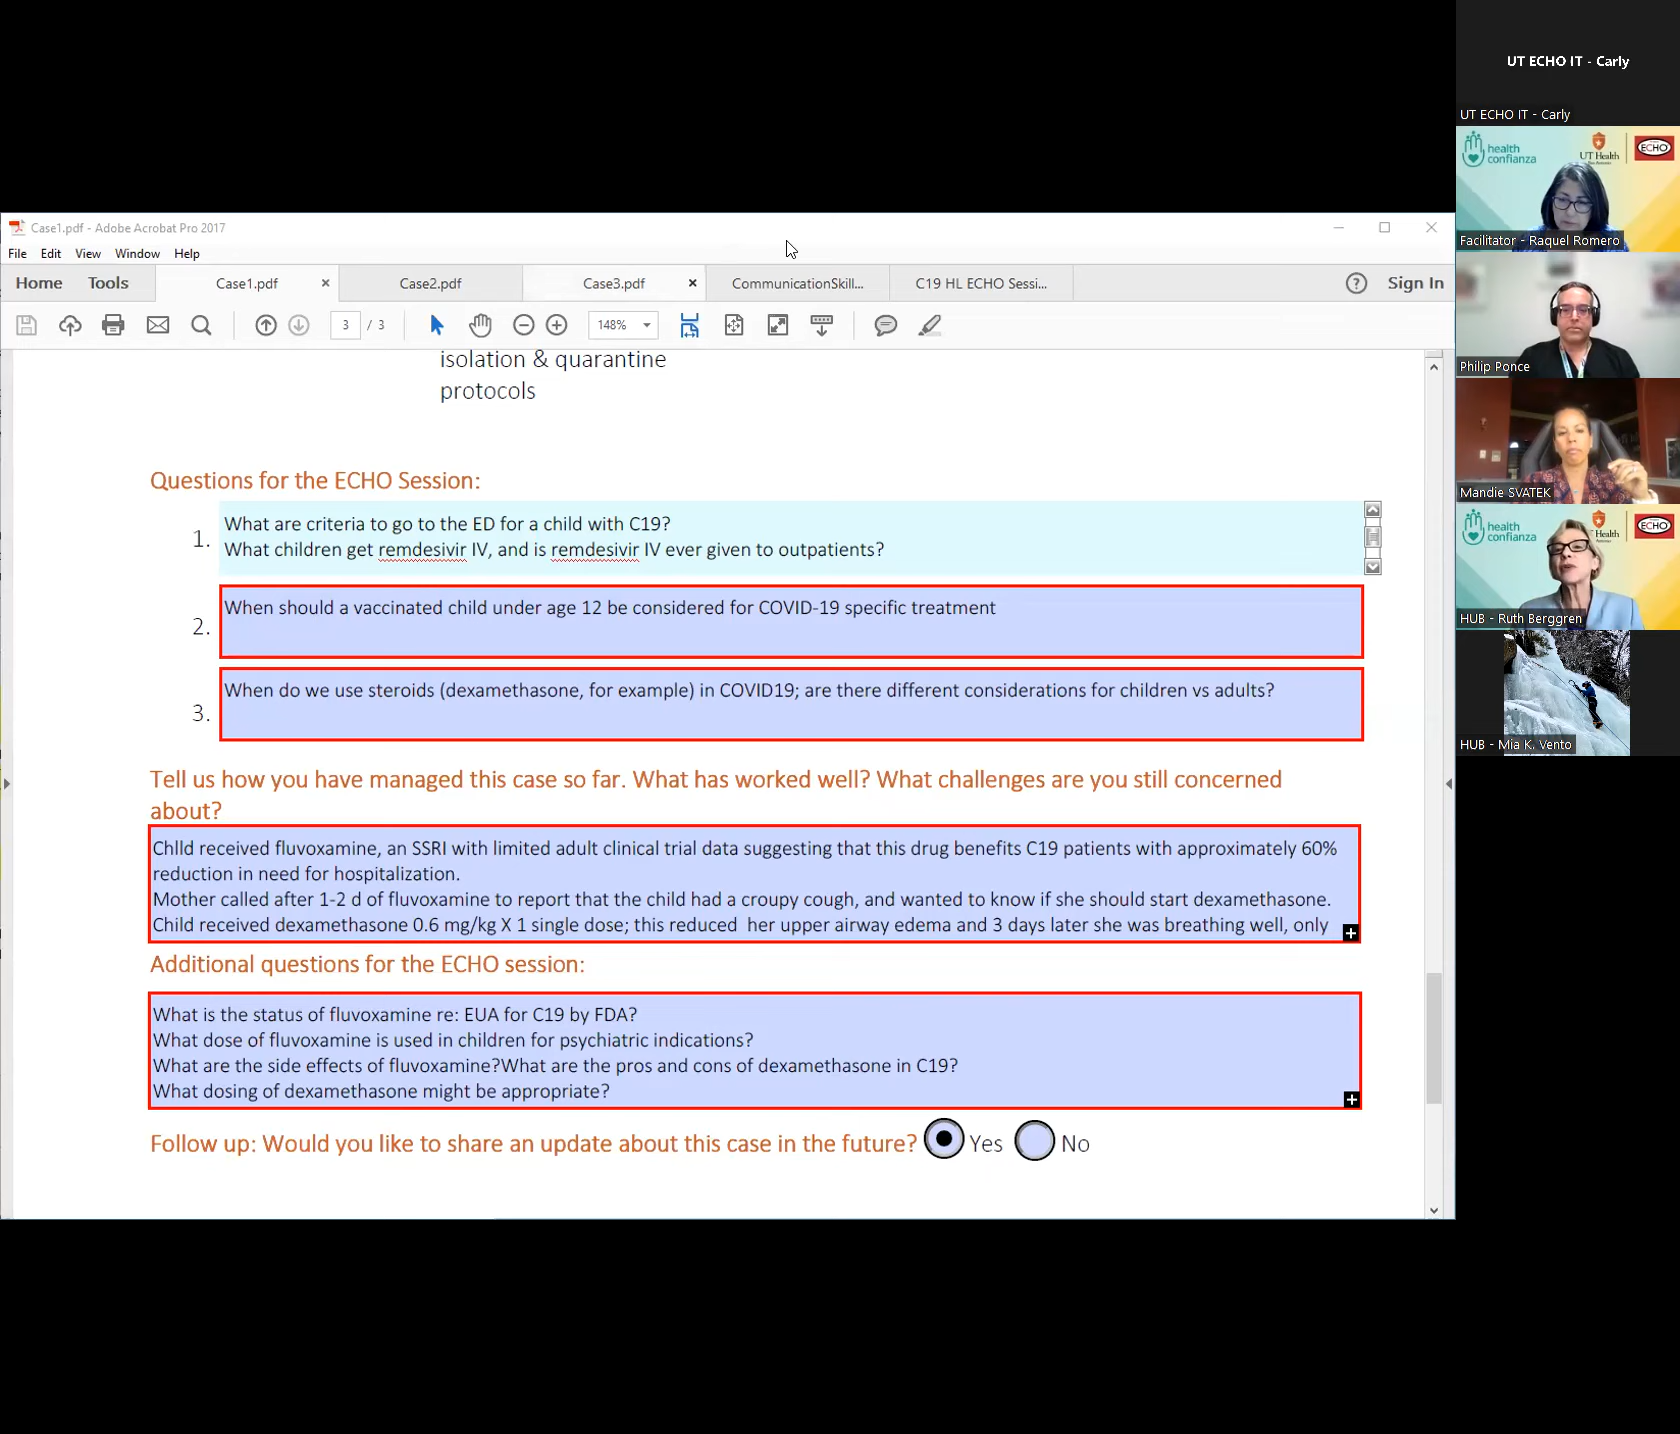 Case1.pdf - Adobe Acrobat Pro 2017
File Edit View Window Help
Home Tools Case1.pdf × Case2.pdf Case3.pdf × CommunicationSkill... C19 HL ECHO Sessi... ? Sign In
3 / 3 148%
isolation & quarantine
protocols
Questions for the ECHO Session:
1. What are criteria to go to the ED for a child with C19?
What children get remdesivir IV, and is remdesivir IV ever given to outpatients?
2. When should a vaccinated child under age 12 be considered for COVID-19 specific treatment
3. When do we use steroids (dexamethasone, for example) in COVID19; are there different considerations for children vs adults?
Tell us how you have managed this case so far. What has worked well? What challenges are you still concerned
about?
Chlld received fluvoxamine, an SSRI with limited adult clinical trial data suggesting that this drug benefits C19 patients with approximately 60%
reduction in need for hospitalization.
Mother called after 1-2 d of fluvoxamine to report that the child had a croupy cough, and wanted to know if she should start dexamethasone.
Child received dexamethasone 0.6 mg/kg X 1 single dose; this reduced her upper airway edema and 3 days later she was breathing well, only
Additional questions for the ECHO session:
What is the status of fluvoxamine re: EUA for C19 by FDA?
What dose of fluvoxamine is used in children for psychiatric indications?
What are the side effects of fluvoxamine?What are the pros and cons of dexamethasone in C19?
What dosing of dexamethasone might be appropriate?
Follow up: Would you like to share an update about this case in the future? Yes No
UT ECHO IT - Carly
UT ECHO IT - Carly
health
confianza
UT Health
ECHO
Facilitator - Raquel Romero
Philip Ponce
Mandie SVATEK
health
confianza
Health
ECHO
HUB - Ruth Berggren
HUB - Mia K. Vento